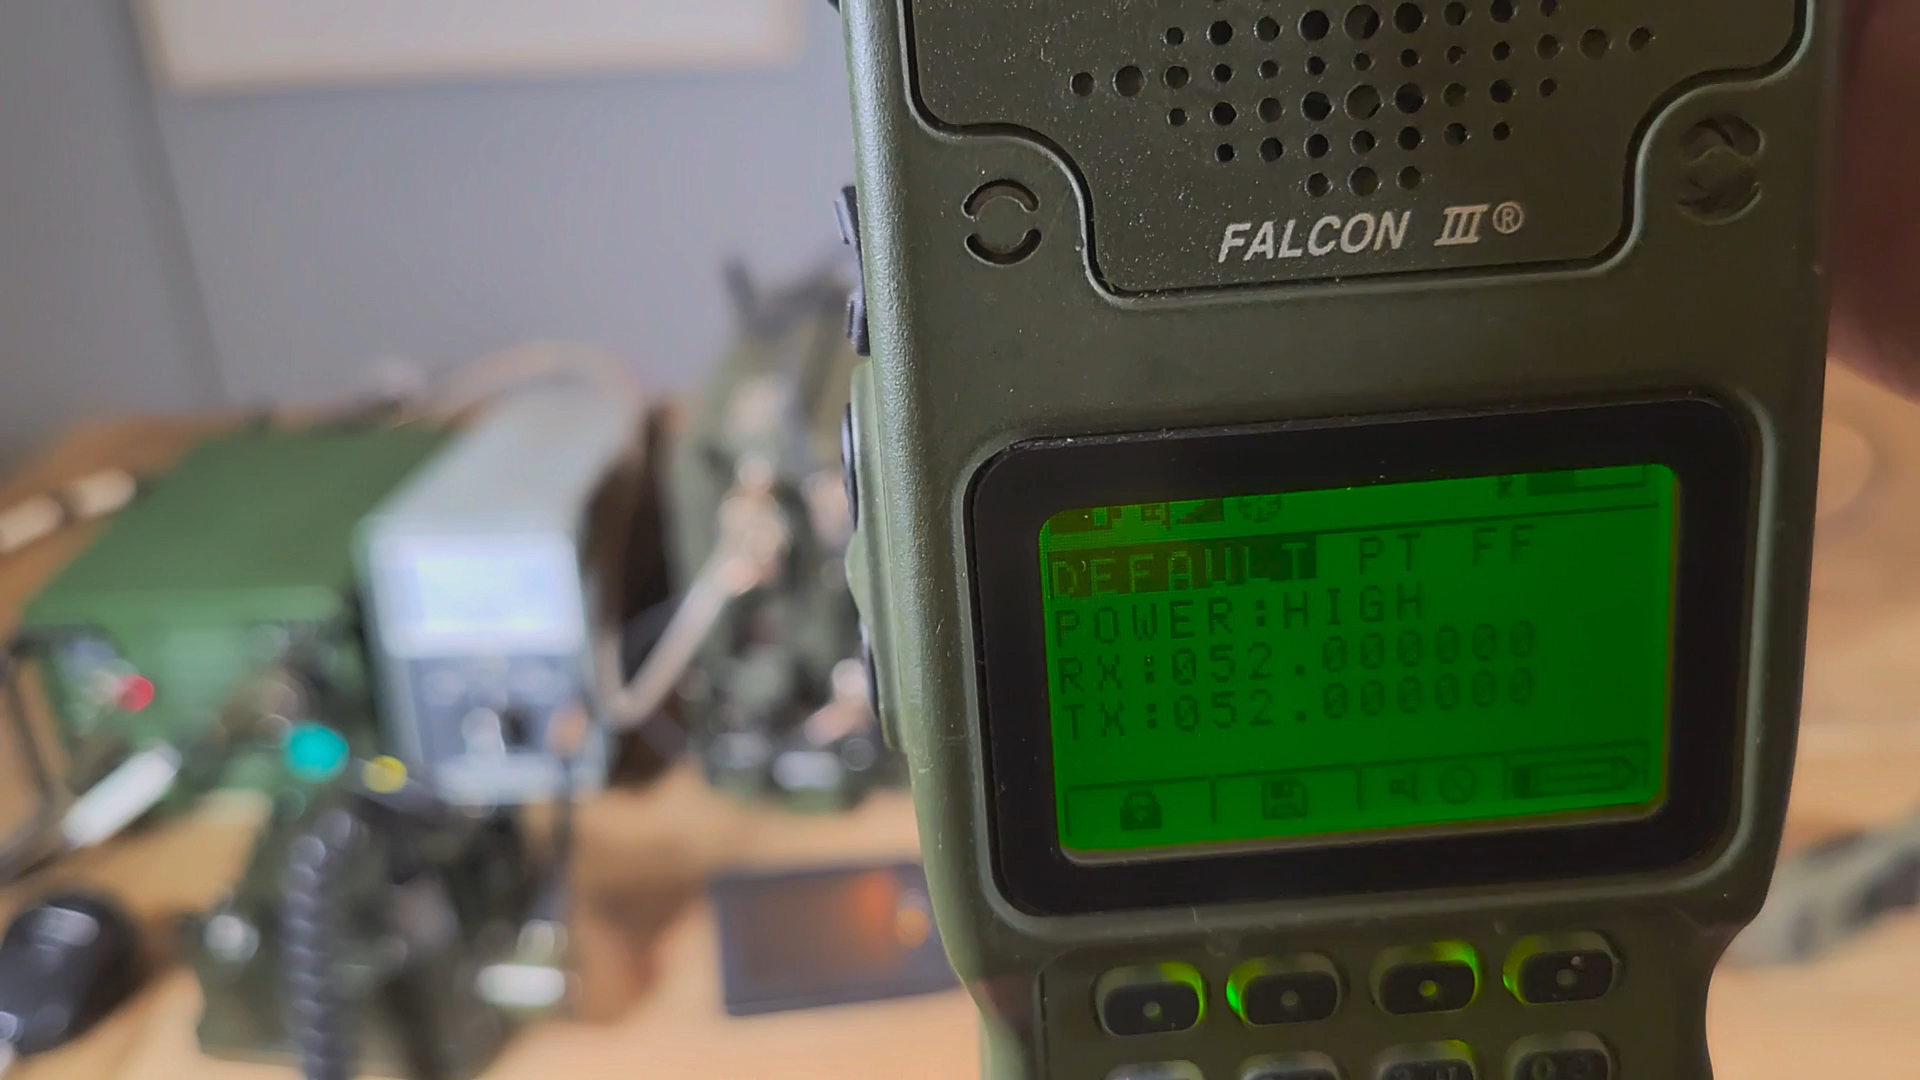 FALCON III®
DEFAULT PT FF
POWER:HIGH
RX:052.000000
TX:052.000000